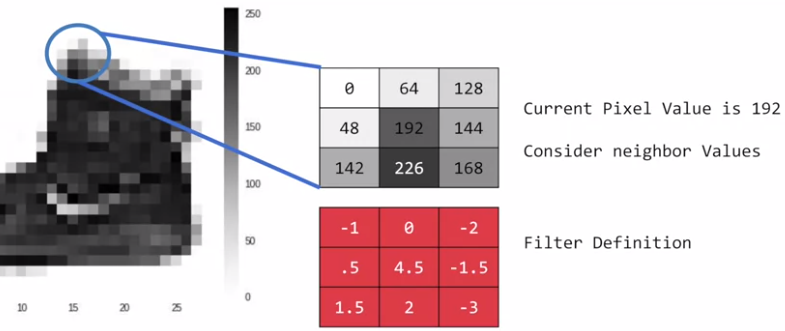 250
200
150
100
50
0
10 15 20 25
0 64 128
48 192 144
142 226 168
Current Pixel Value is 192
Consider neighbor Values
-1 0 -2
.5 4.5 -1.5
1.5 2 -3
Filter Definition